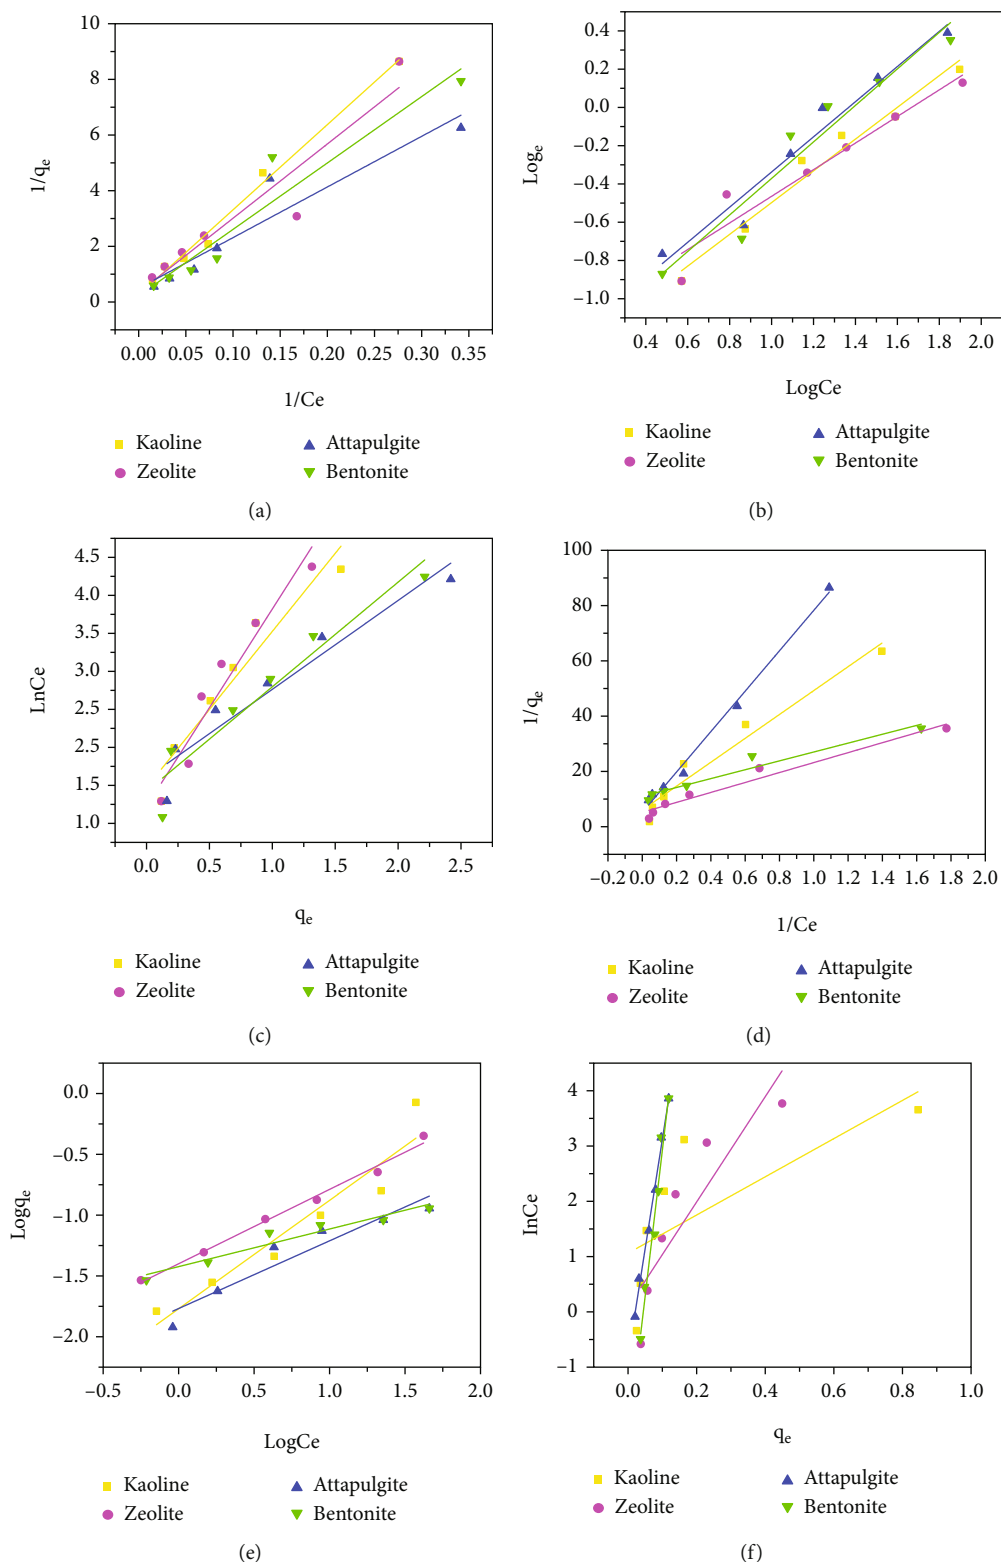 10
8
6
4
2
0
1/qe
0.00 0.05 0.10 0.15 0.20 0.25 0.30 0.35
1/Ce
Kaoline Attapulgite
Zeolite Bentonite
(a)
0.4
0.2
0.0
−0.2
−0.4
−0.6
−0.8
−1.0
Loge
0.4 0.6 0.8 1.0 1.2 1.4 1.6 1.8 2.0
LogCe
Kaoline Attapulgite
Zeolite Bentonite
(b)
4.5
4.0
3.5
3.0
2.5
2.5
1.0
LnCe
0.0 0.5 1.0 1.5 2.0 2.5
qe
Kaoline Attapulgite
Zeolite Bentonite
(c)
100
80
60
40
20
0
1/qe
−0.2 0.0 0.2 0.4 0.6 0.8 1.0 1.2 1.4 1.6 1.8 2.0
1/Ce
Kaoline Attapulgite
Zeolite Bentonite
(d)
0.0
−0.5
−1.0
−1.5
−2.0
Logqe
−0.5 0.0 0.5 1.0 1.5 2.0
LogCe
Kaoline Attapulgite
Zeolite Bentonite
(e)
4
3
2
1
0
−1
lnCe
0.0 0.2 0.4 0.6 0.8 1.0
qe
Kaoline Attapulgite
Zeolite Bentonite
(f)